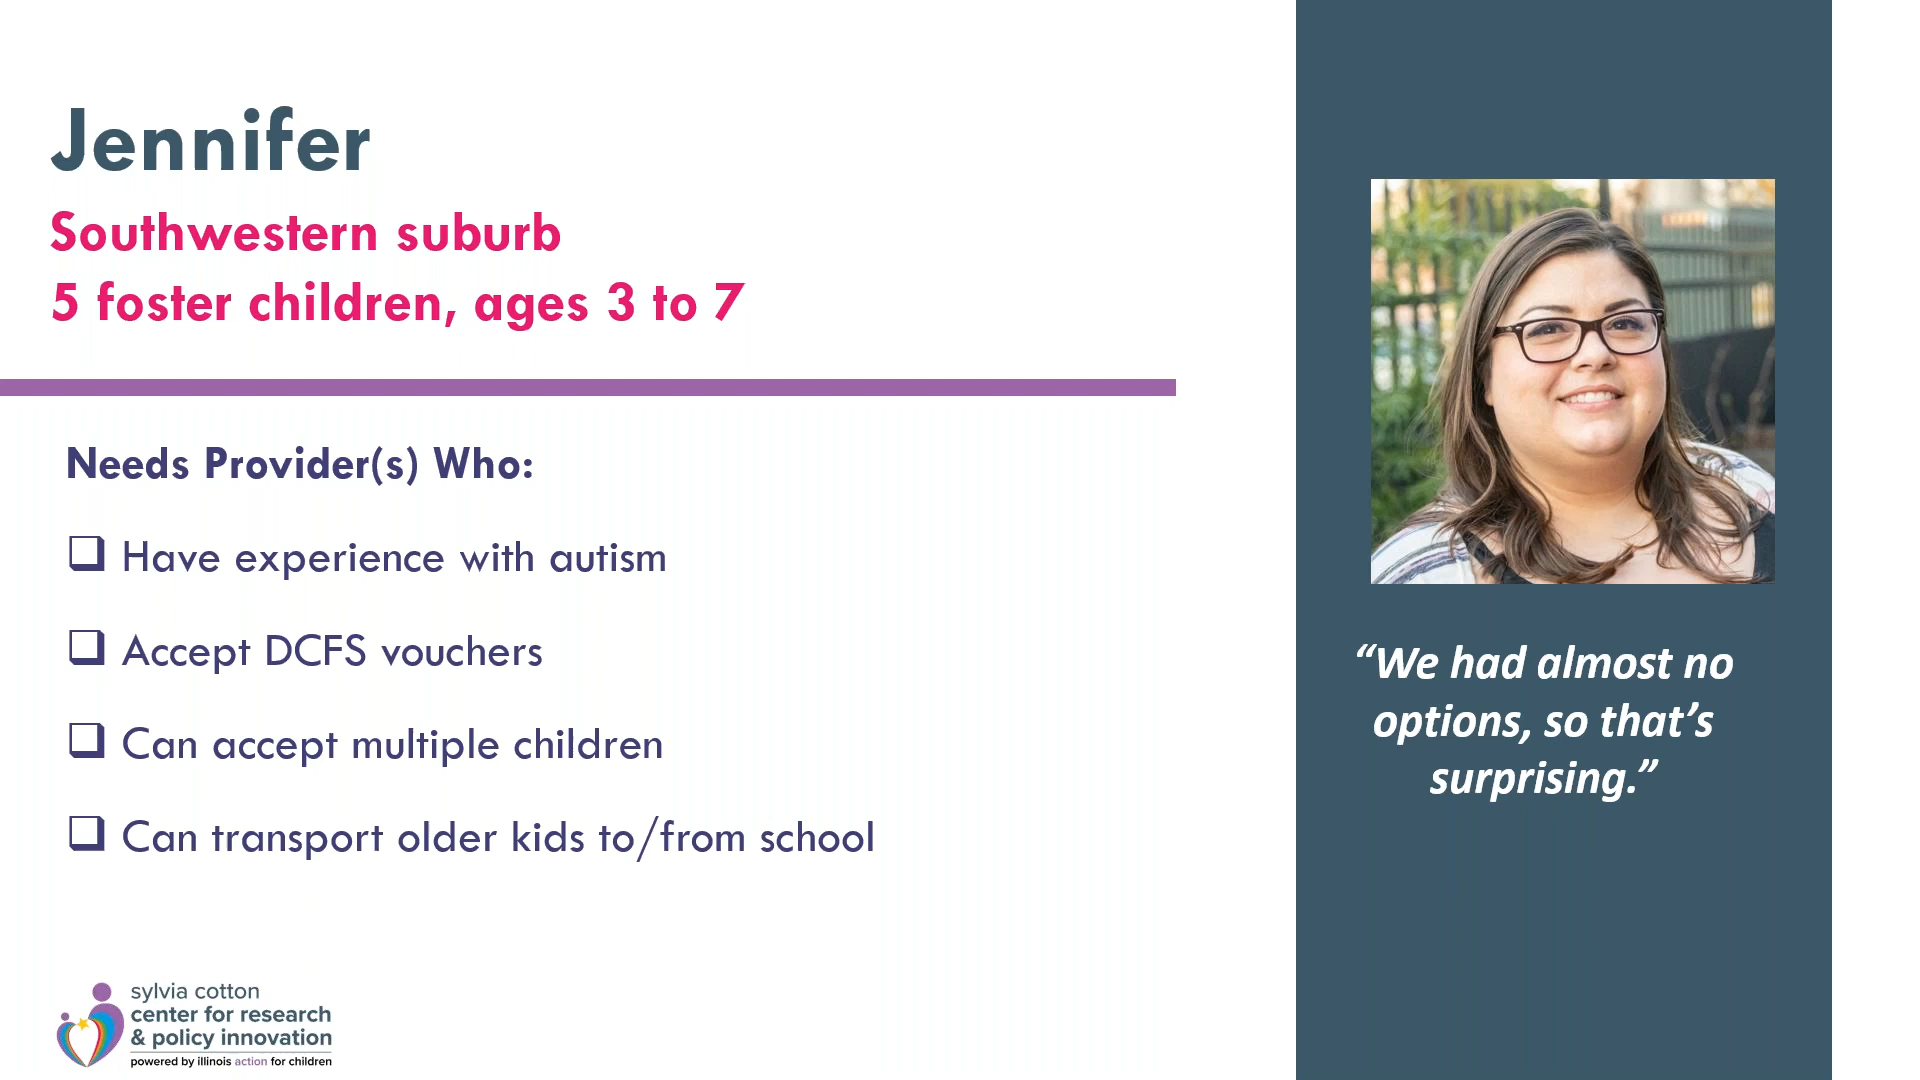 Jennifer
Southwestern suburb
5 foster children, ages 3 to 7
Needs Provider(s) Who:
Have experience with autism
Accept DCFS vouchers
Can accept multiple children
Can transport older kids to/from school
“We had almost no
options, so that’s
surprising.”
sylvia cotton
center for research
& policy innovation
powered by illinois action for children